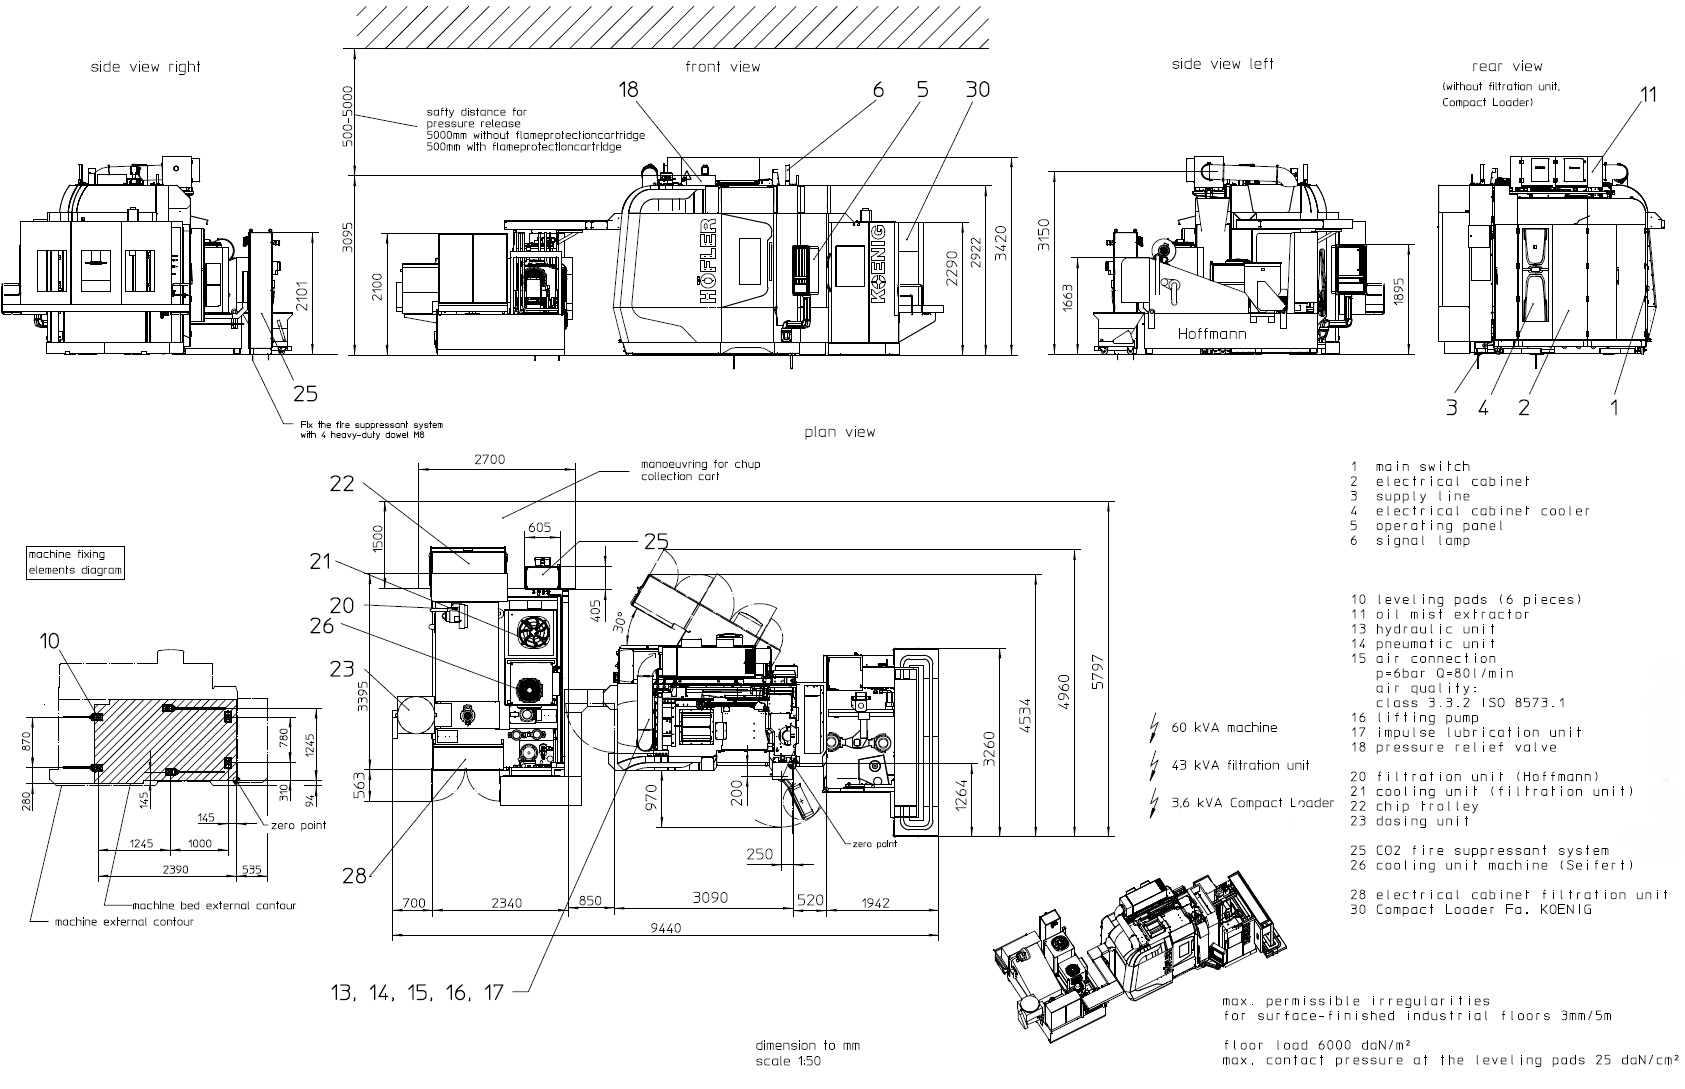 side view right
front view
side view left
rear view
(without filtration unit,
Compact Loader)
safty distance for
pressure release
5000mm without flameprotectioncartridge
500mm with flameprotectioncartridge
18
6
5
30
11
500-5000
3095
2100
2101
HÖFLER
KOENIG
2290
2922
3420
3150
1663
1895
Hoffmann
25
3
4
2
1
Fix the fire suppressant system
with 4 heavy-duty dowel M8
plan view
2700
manoeuvring for chup
collection cart
22
1500
605
25
21
405
20
30°
26
23
3395
563
28
970
200
250
zero point
1264
3260
4534
4960
5797
700
2340
850
3090
520
1942
9440
13, 14, 15, 16, 17
machine fixing
elements diagram
10
870
280
780
1245
310
94
145
145
zero point
1245
1000
2390
535
machine bed external contour
machine external contour
60 kVA machine
43 kVA filtration unit
3,6 kVA Compact Loader
1 main switch
2 electrical cabinet
3 supply line
4 electrical cabinet cooler
5 operating panel
6 signal lamp
10 leveling pads (6 pieces)
11 oil mist extractor
13 hydraulic unit
14 pneumatic unit
15 air connection
p=6bar Q=80l/min
air quality:
class 3.3.2 ISO 8573.1
16 lifting pump
17 impulse lubrication unit
18 pressure relief valve
20 filtration unit (Hoffmann)
21 cooling unit (filtration unit)
22 chip trolley
23 dosing unit
25 CO2 fire suppressant system
26 cooling unit machine (Seifert)
28 electrical cabinet filtration unit
30 Compact Loader Fa. KOENIG
max. permissible irregularities
for surface-finished industrial floors 3mm/5m
floor load 6000 daN/m²
max. contact pressure at the leveling pads 25 daN/cm²
dimension to mm
scale 1:50